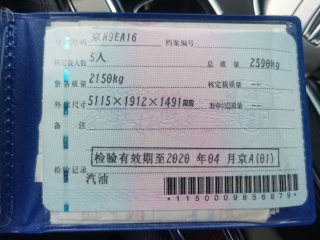 号牌号码 京N9EA16 档案编号
核定载人数 5人 总质量 2590kg
整备质量 2150kg 核定载质量 --
外廓尺寸 5115×1912×1491mm 准牵引总质量 --
备注
检验有效期至2020 年04 月京A(01)
检验记录
汽油
*1150009856879*